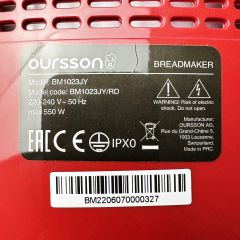 oursson
BREADMAKER
Model: BM1023JY
Model code: BM1023JY/RD
220-240 V~ 50 Hz
max 550 W
WARNING! Risk of electric
shock. Do not open.
Manufacturer:
OURSSON AG
Rue du Grand-Chêne 5,
1003 Lausanne,
Switzerland
Made in PRC.
EAC CE IPX0
BM2206070000327